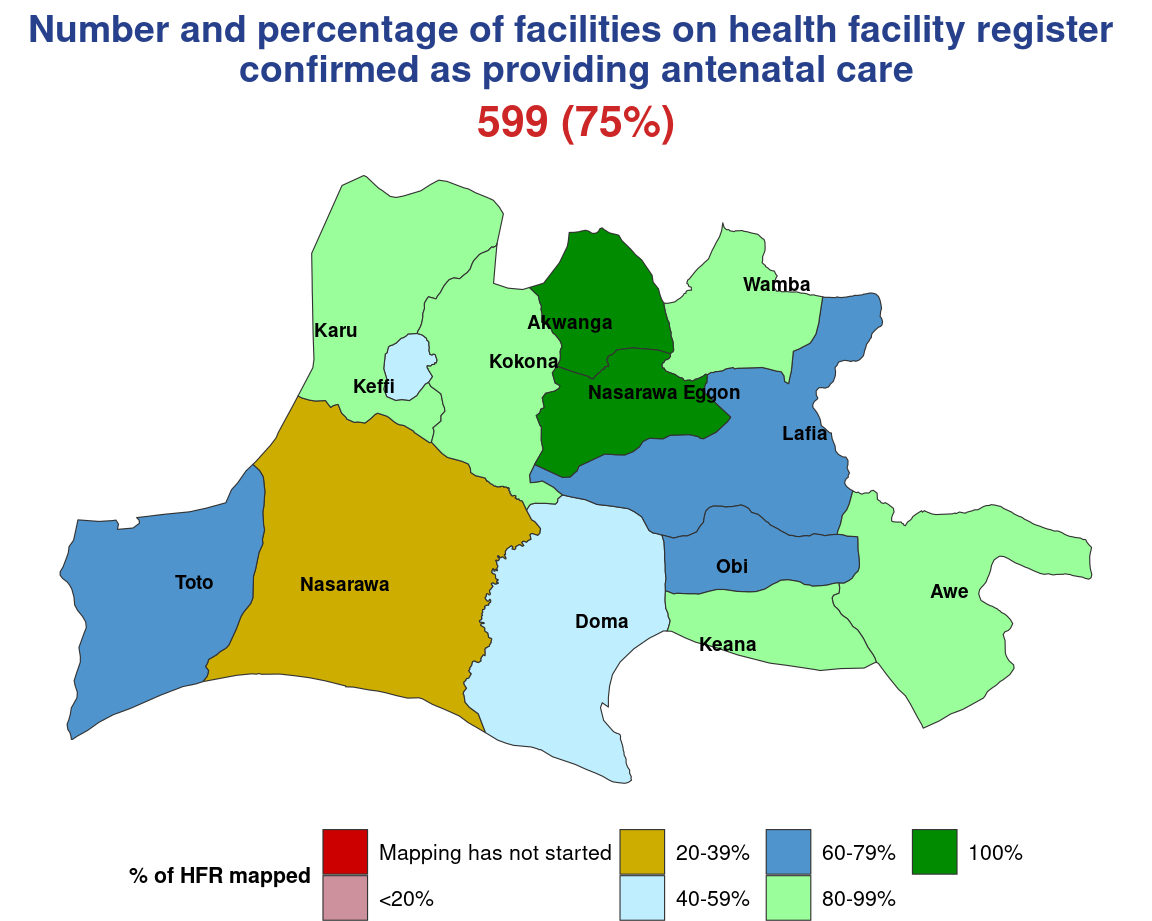 Number and percentage of facilities on health facility register
confirmed as providing antenatal care
599 (75%)
Wamba
Akwanga
Karu
Kokona
Keffi
Nasarawa Eggon
Lafia
Obi
Toto
Nasarawa
Awe
Doma
Keana
% of HFR mapped
Mapping has not started
<20%
20-39%
40-59%
60-79%
80-99%
100%